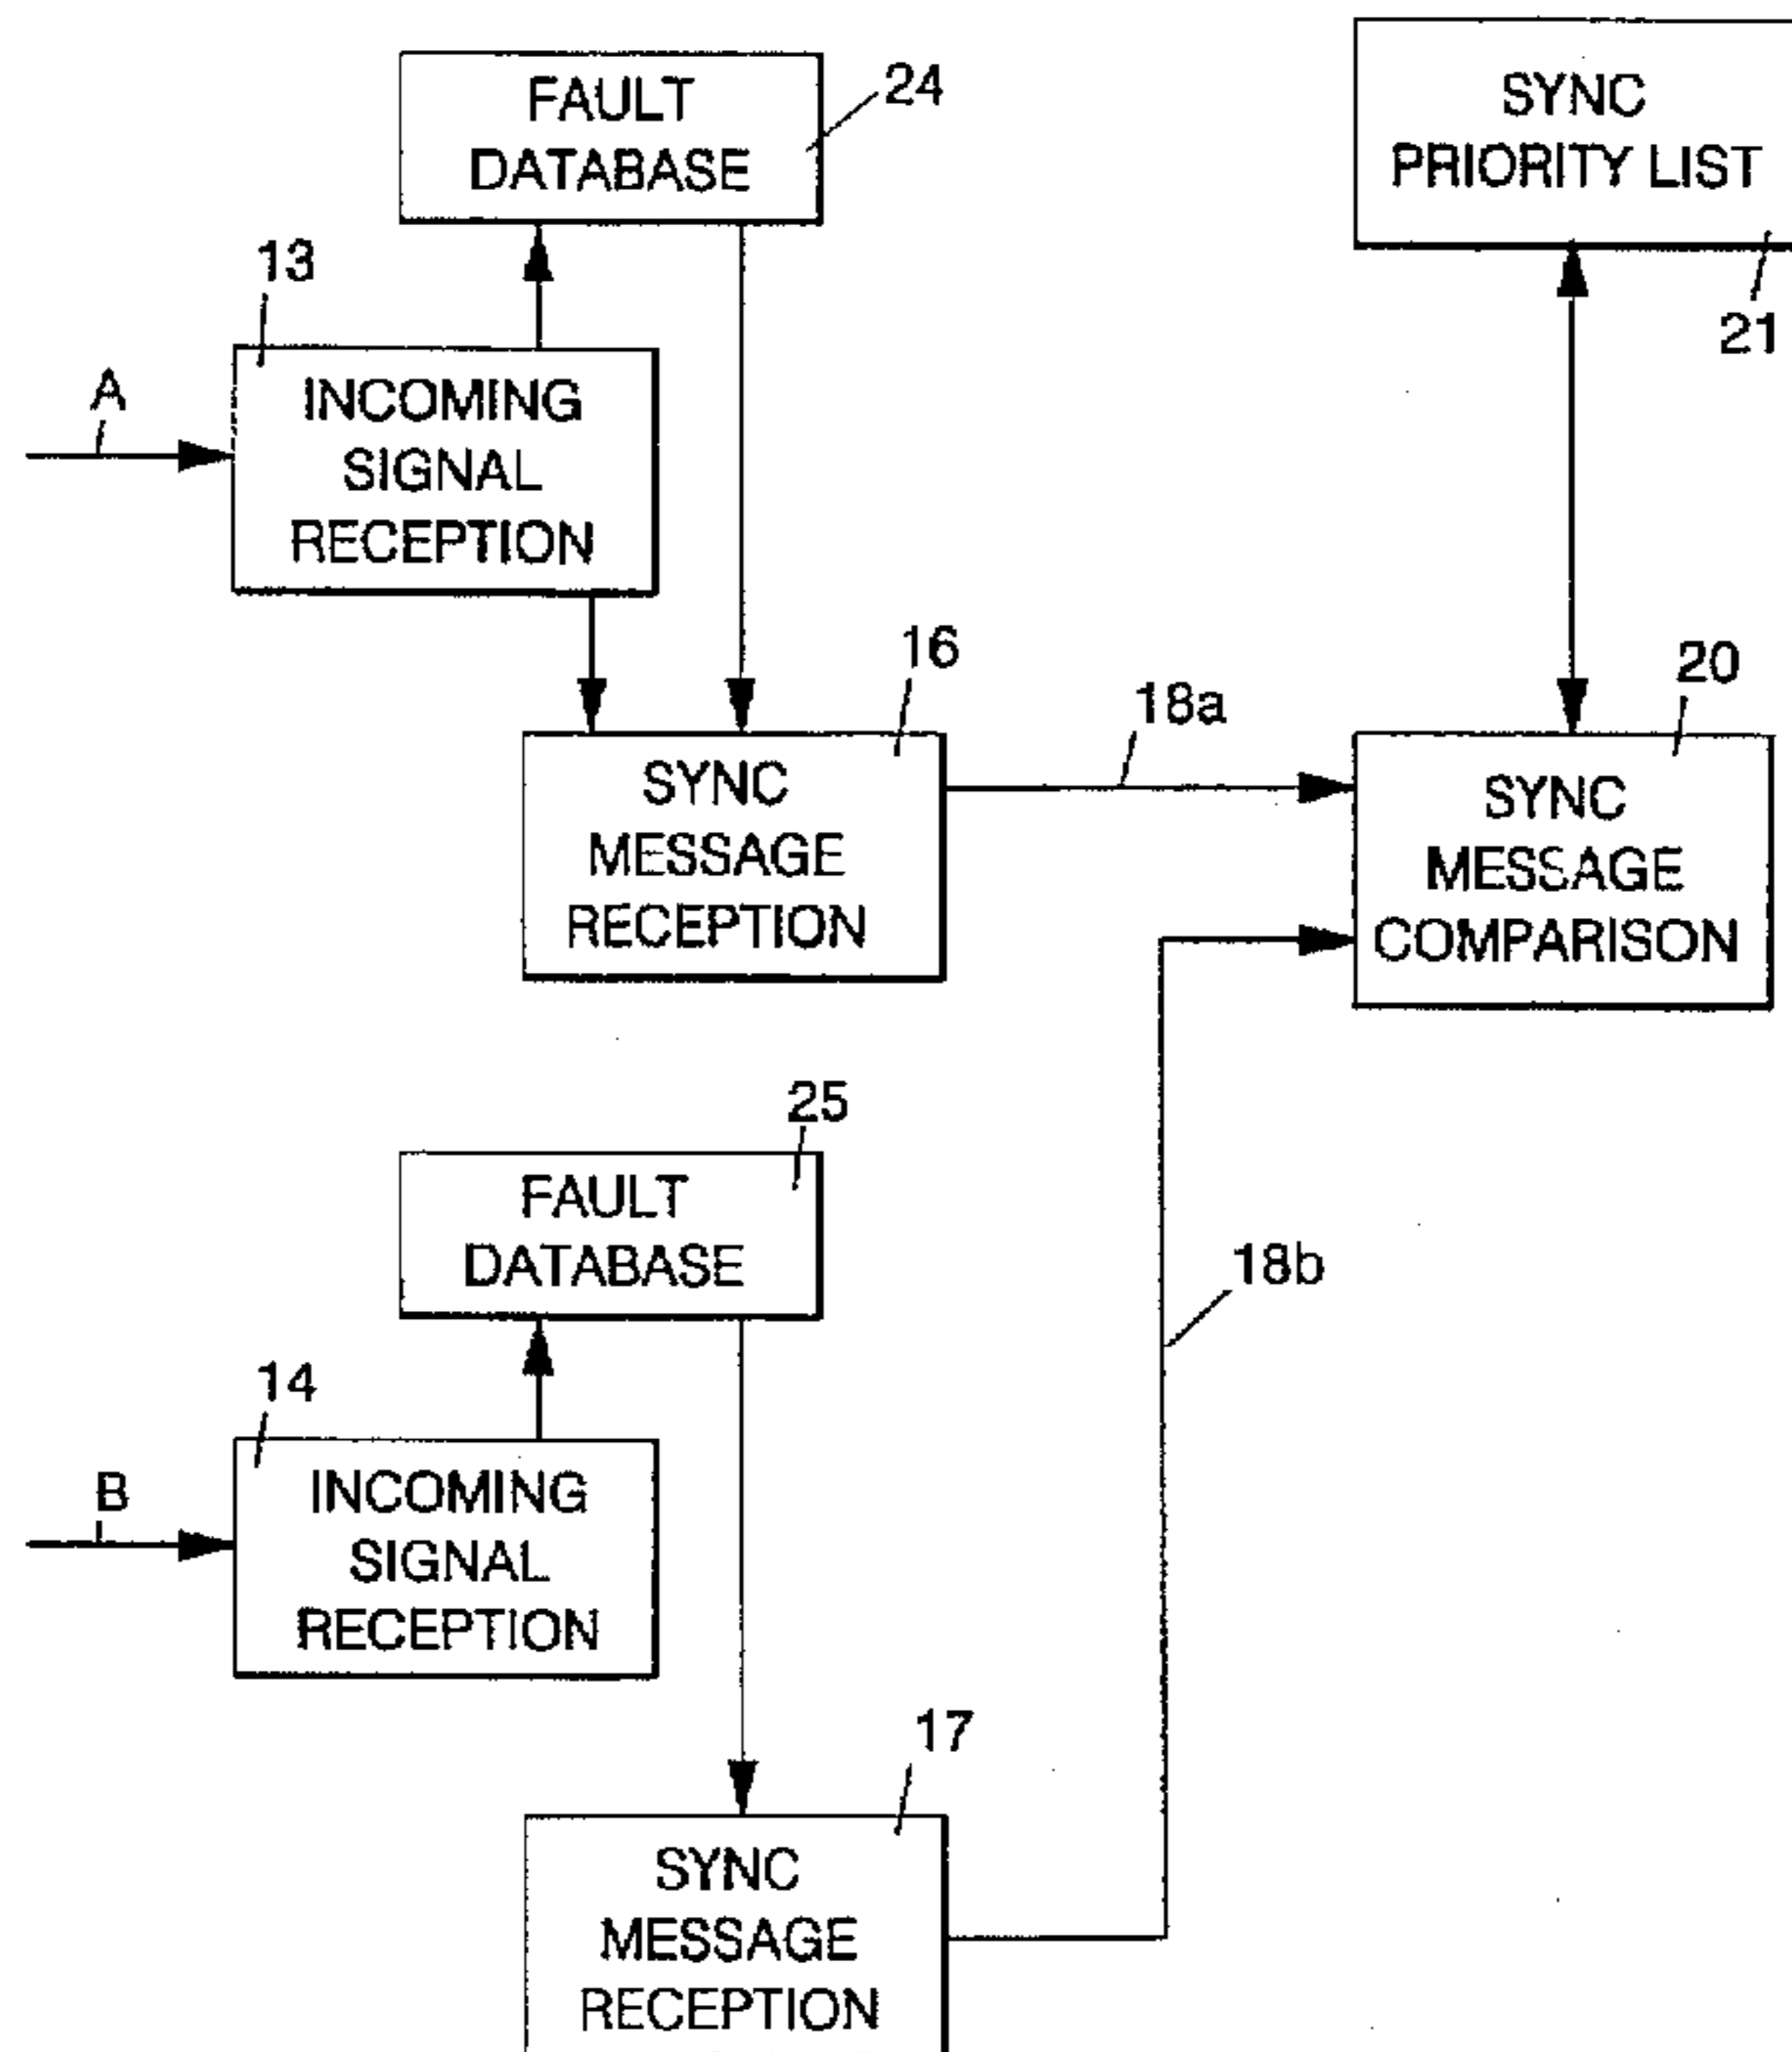 FAULT
DATABASE
24
SYNC
PRIORITY LIST
21
13
A
INCOMING
SIGNAL
RECEPTION
16
SYNC
MESSAGE
RECEPTION
18a
20
SYNC
MESSAGE
COMPARISON
25
FAULT
DATABASE
18b
14
B
INCOMING
SIGNAL
RECEPTION
17
SYNC
MESSAGE
RECEPTION